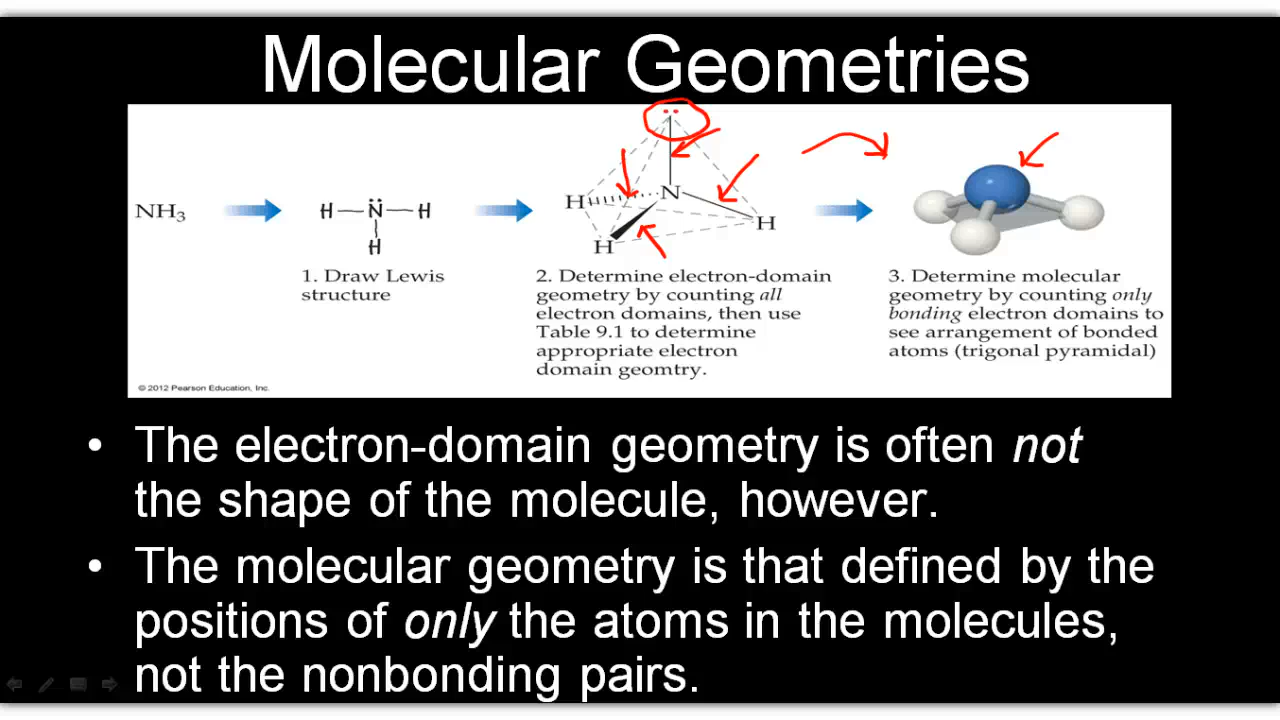 Molecular Geometries
NH₃
H—N̈—H
H
N
H
H
H
1. Draw Lewis
structure
2. Determine electron-domain
geometry by counting all
electron domains, then use
Table 9.1 to determine
appropriate electron
domain geomtry.
3. Determine molecular
geometry by counting only
bonding electron domains to
see arrangement of bonded
atoms (trigonal pyramidal)
© 2012 Pearson Education, Inc.
• The electron-domain geometry is often not
the shape of the molecule, however.
• The molecular geometry is that defined by the
positions of only the atoms in the molecules,
not the nonbonding pairs.